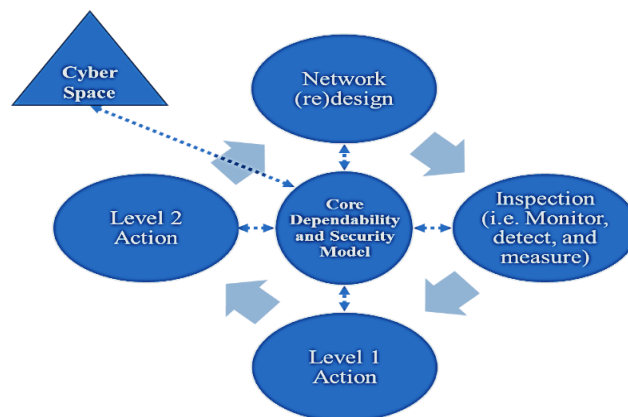 Cyber
Space
Network
(re)design
Level 2
Action
Core
Dependability
and Security
Model
Inspection
(i.e. Monitor,
detect, and
measure)
Level 1
Action